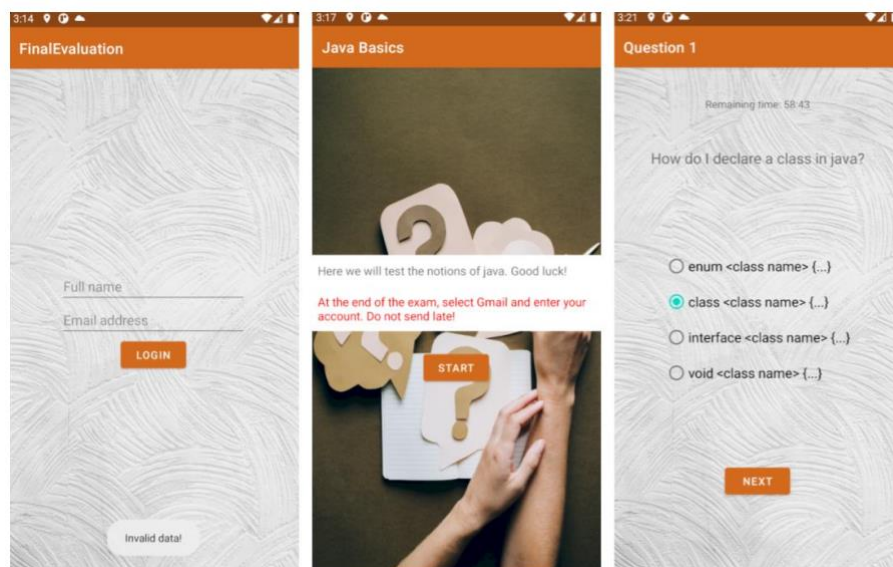 3:14
FinalEvaluation
Full name
Email address
LOGIN
Invalid data!
3:17
Java Basics
Here we will test the notions of java. Good luck!
At the end of the exam, select Gmail and enter your
account. Do not send late!
START
3:21
Question 1
Remaining time: 58:43
How do I declare a class in java?
enum <class name> {...}
class <class name> {...}
interface <class name> {...}
void <class name> {...}
NEXT